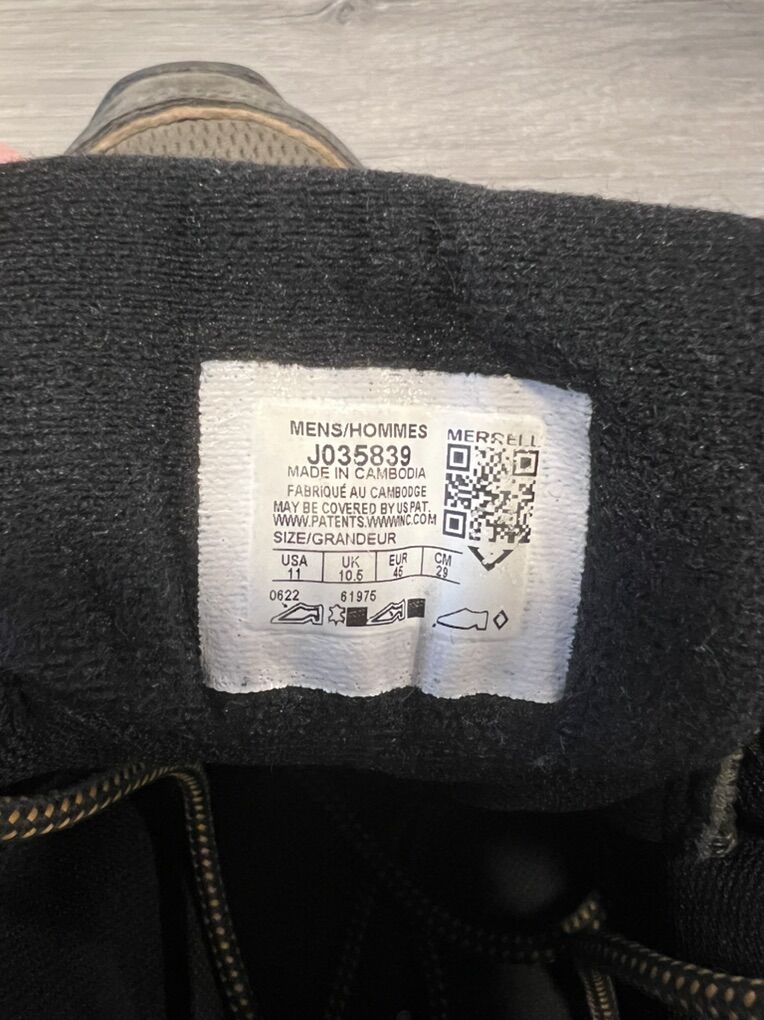 MENS/HOMMES
J035839
MADE IN CAMBODIA
FABRIQUÉ AU CAMBODGE
MAY BE COVERED BY US PAT.
WWW.PATENTS.WWWINC.COM
MERRELL
SIZE/GRANDEUR
USA UK EUR CM
11 10.5 45 29
0622 61975